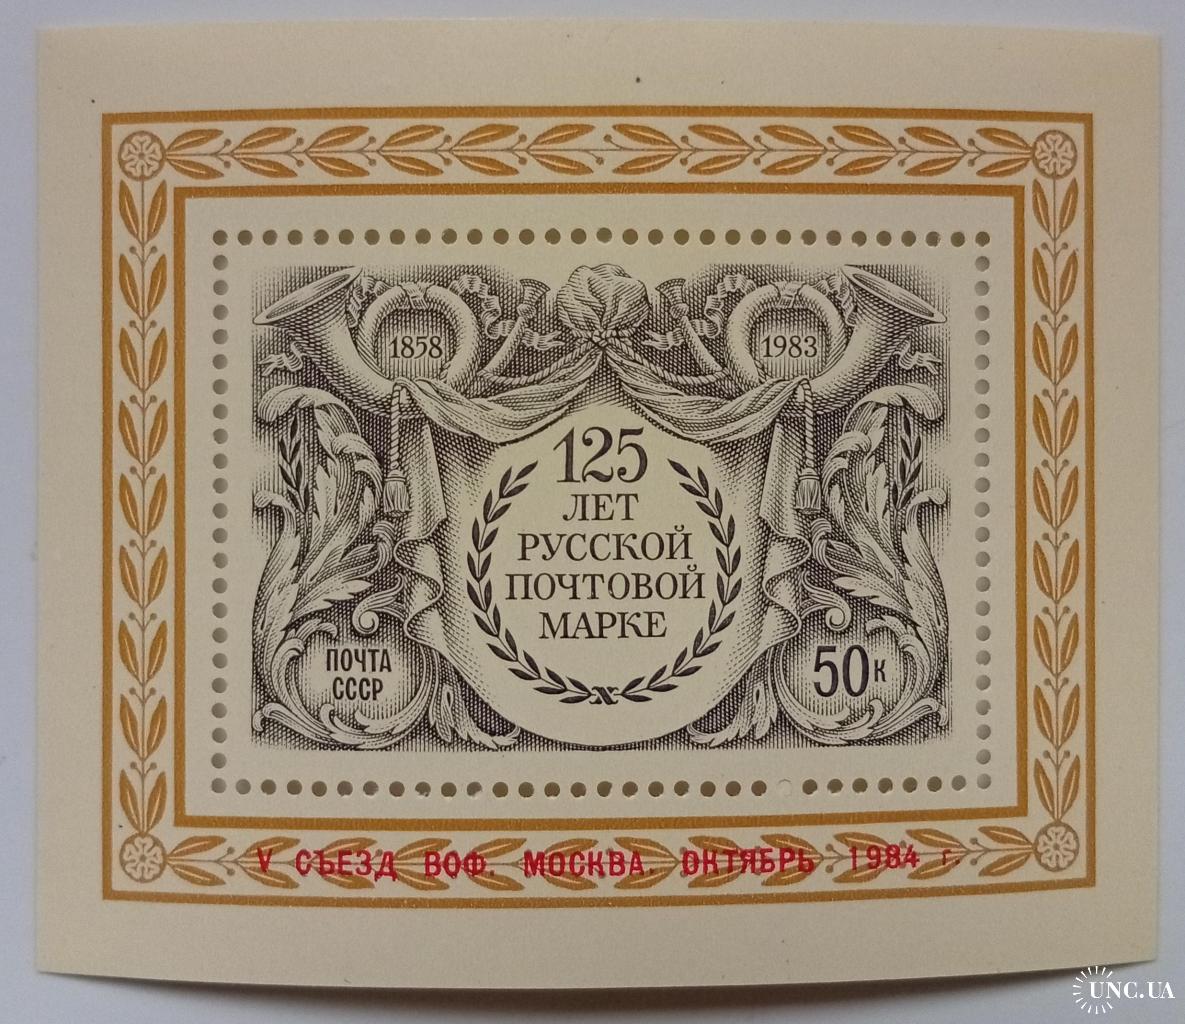 1858
1983
125
ЛЕТ
РУССКОЙ
ПОЧТОВОЙ
МАРКЕ
ПОЧТА
СССР
50к
V СЪЕЗД ВОФ. МОСКВА. ОКТЯБРЬ 1984 г.
UNC.UA